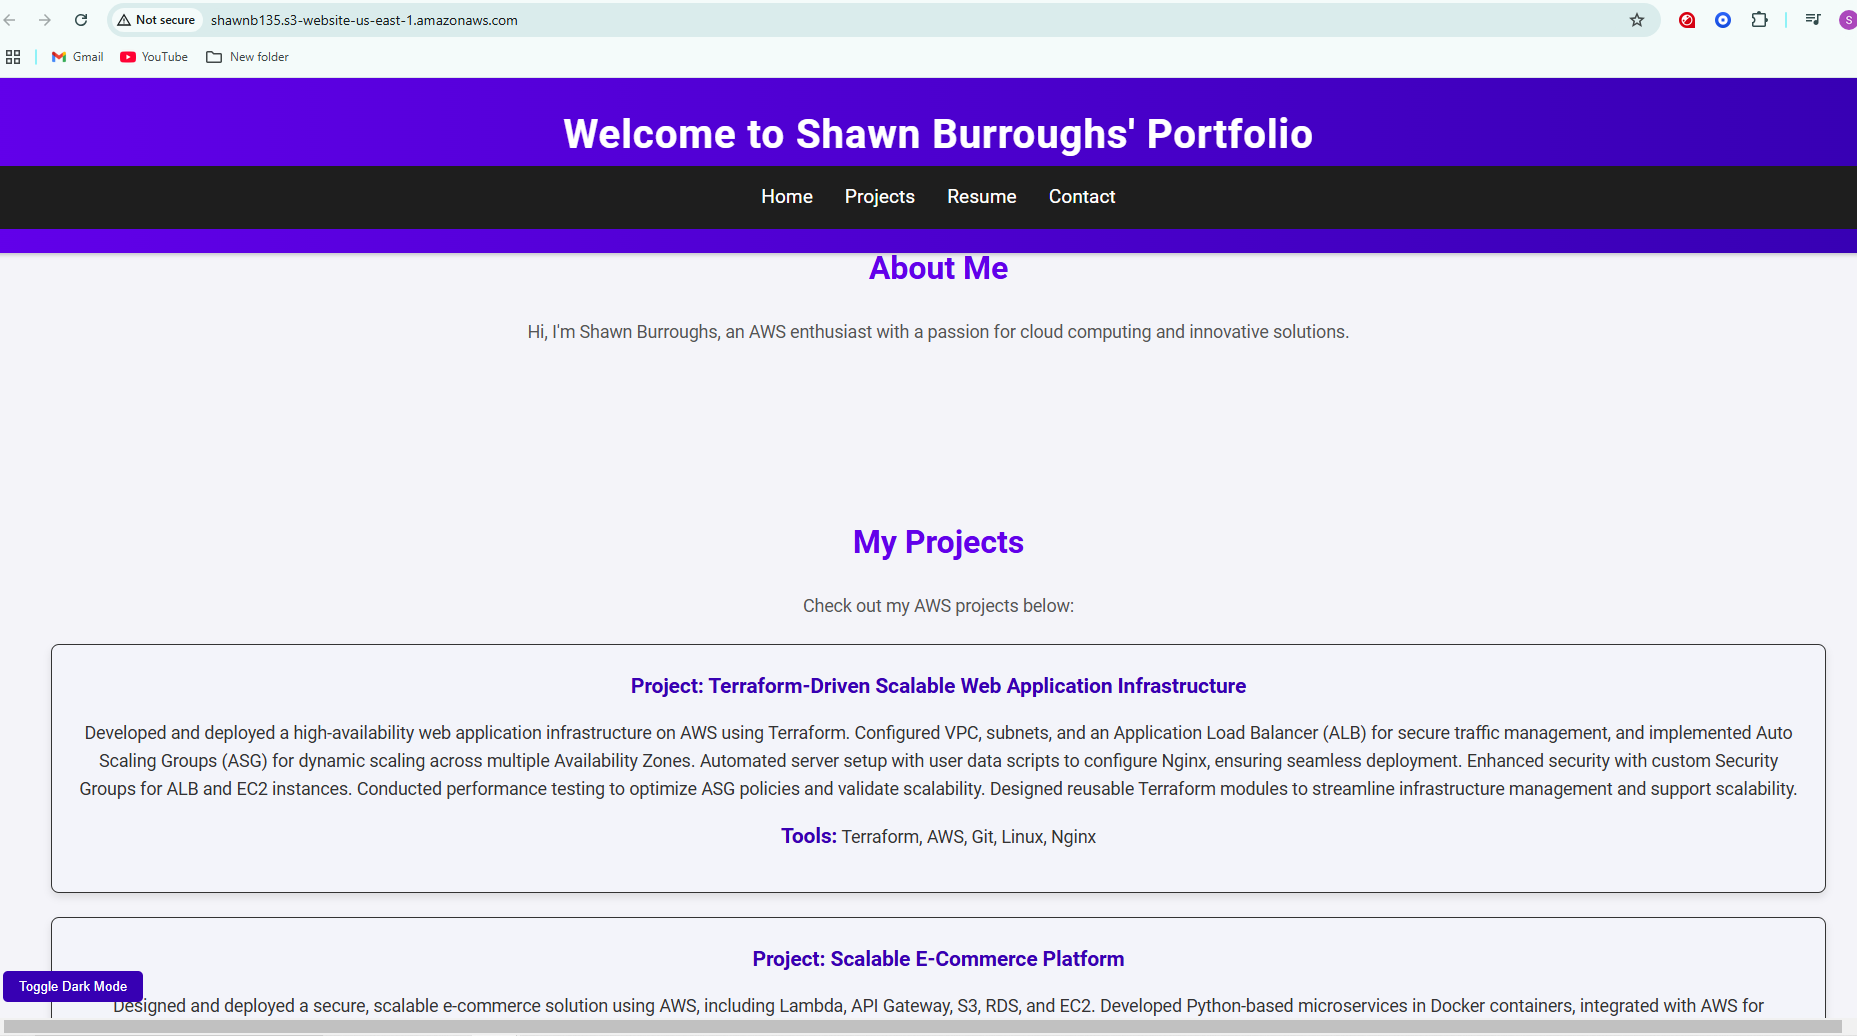 Not secure
shawnb135.s3-website-us-east-1.amazonaws.com
S
Gmail
YouTube
New folder
Welcome to Shawn Burroughs' Portfolio
Home Projects Resume Contact
About Me
Hi, I'm Shawn Burroughs, an AWS enthusiast with a passion for cloud computing and innovative solutions.
My Projects
Check out my AWS projects below:
Project: Terraform-Driven Scalable Web Application Infrastructure
Developed and deployed a high-availability web application infrastructure on AWS using Terraform. Configured VPC, subnets, and an Application Load Balancer (ALB) for secure traffic management, and implemented Auto
Scaling Groups (ASG) for dynamic scaling across multiple Availability Zones. Automated server setup with user data scripts to configure Nginx, ensuring seamless deployment. Enhanced security with custom Security
Groups for ALB and EC2 instances. Conducted performance testing to optimize ASG policies and validate scalability. Designed reusable Terraform modules to streamline infrastructure management and support scalability.
Tools: Terraform, AWS, Git, Linux, Nginx
Project: Scalable E-Commerce Platform
Toggle Dark Mode
Designed and deployed a secure, scalable e-commerce solution using AWS, including Lambda, API Gateway, S3, RDS, and EC2. Developed Python-based microservices in Docker containers, integrated with AWS for